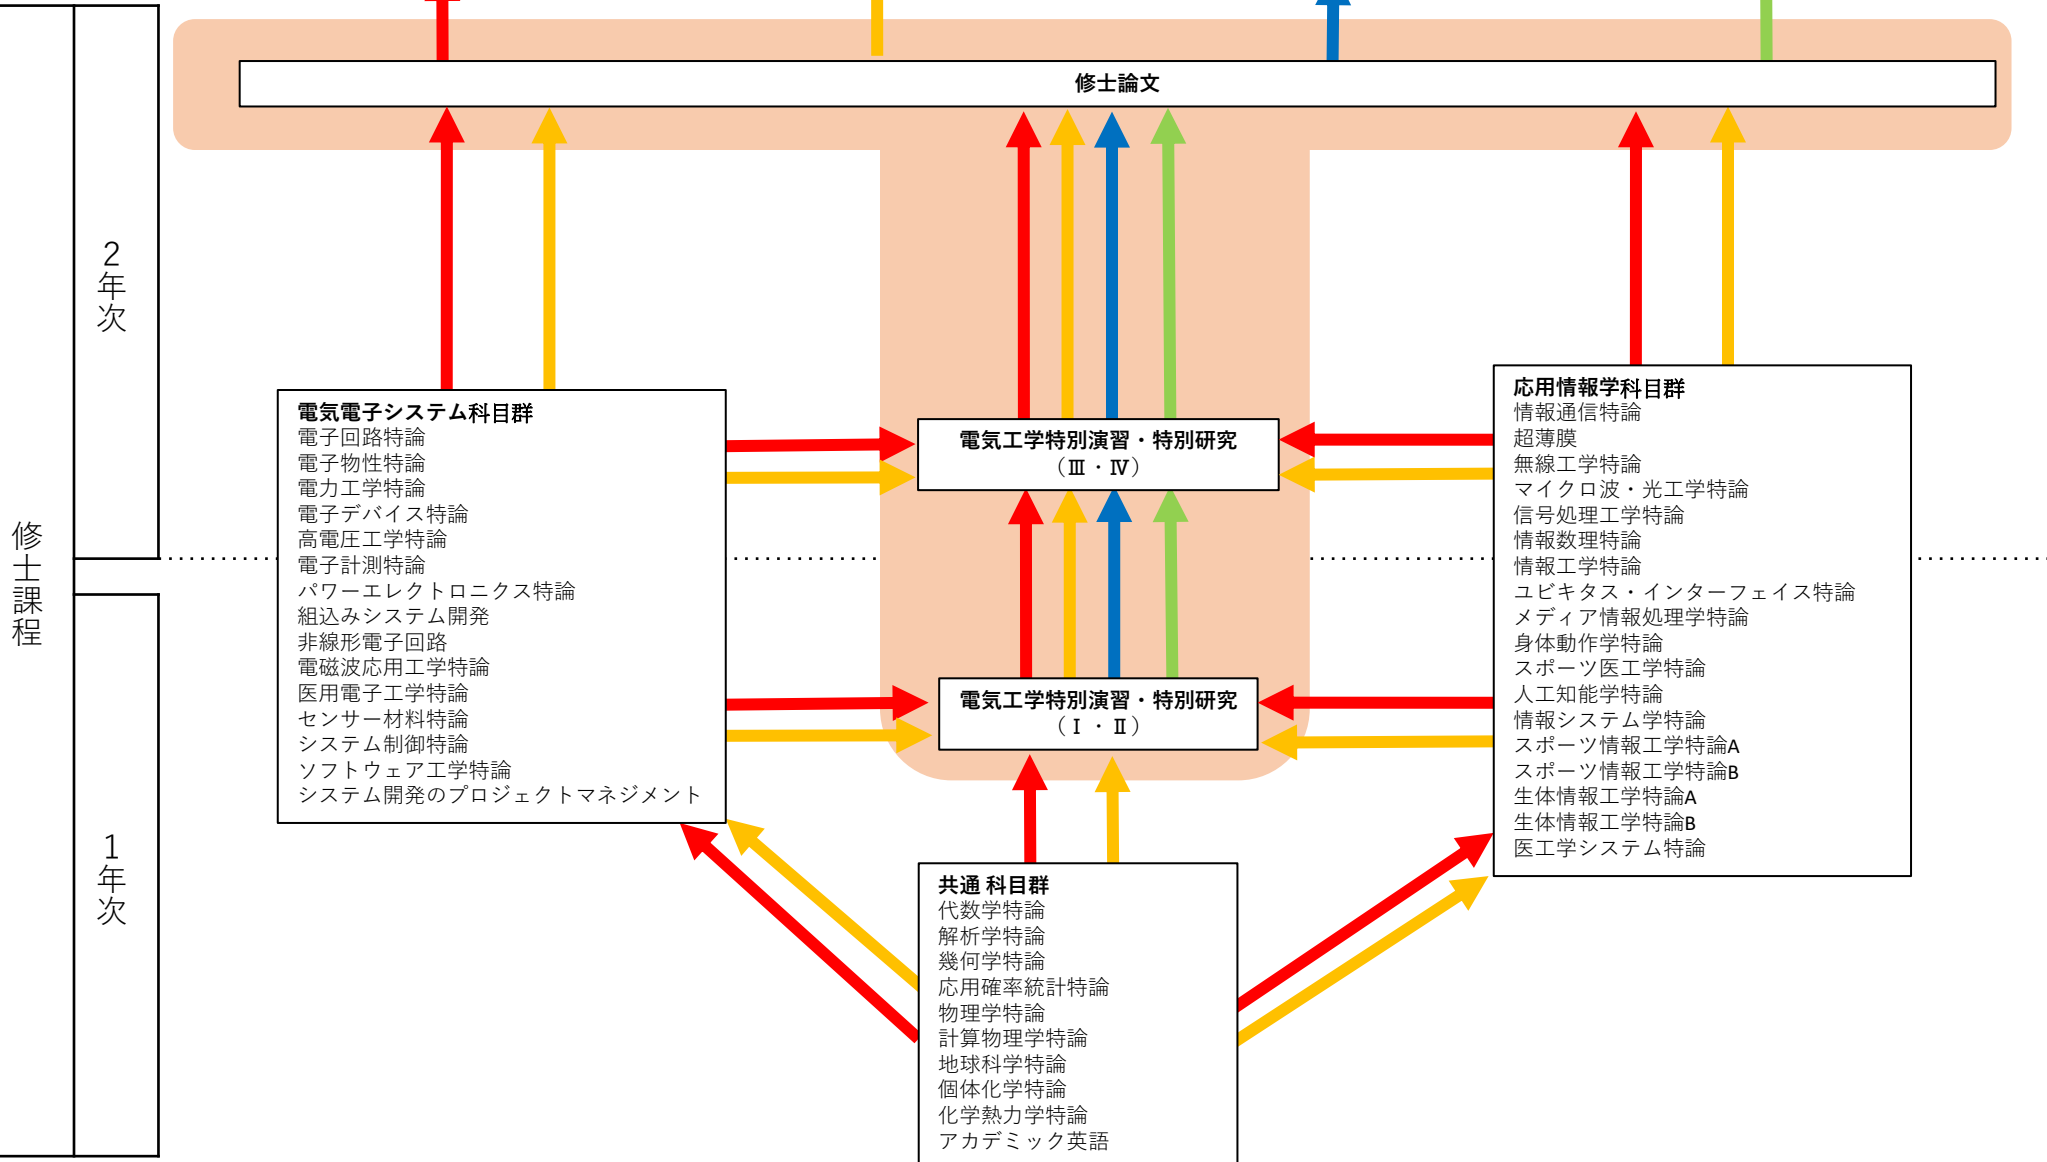 修士論文
修士課程
2年次
1年次
電気電子システム科目群
電子回路特論
電子物性特論
電力工学特論
電子デバイス特論
高電圧工学特論
電子計測特論
パワーエレクトロニクス特論
組込みシステム開発
非線形電子回路
電磁波応用工学特論
医用電子工学特論
センサー材料特論
システム制御特論
ソフトウェア工学特論
システム開発のプロジェクトマネジメント
電気工学特別演習・特別研究
（Ⅲ・Ⅳ）
電気工学特別演習・特別研究
（Ⅰ・Ⅱ）
応用情報学科目群
情報通信特論
超薄膜
無線工学特論
マイクロ波・光工学特論
信号処理工学特論
情報数理特論
情報工学特論
ユビキタス・インターフェイス特論
メディア情報処理学特論
身体動作学特論
スポーツ医工学特論
人工知能学特論
情報システム学特論
スポーツ情報工学特論A
スポーツ情報工学特論B
生体情報工学特論A
生体情報工学特論B
医工学システム特論
共通 科目群
代数学特論
解析学特論
幾何学特論
応用確率統計特論
物理学特論
計算物理学特論
地球科学特論
個体化学特論
化学熱力学特論
アカデミック英語